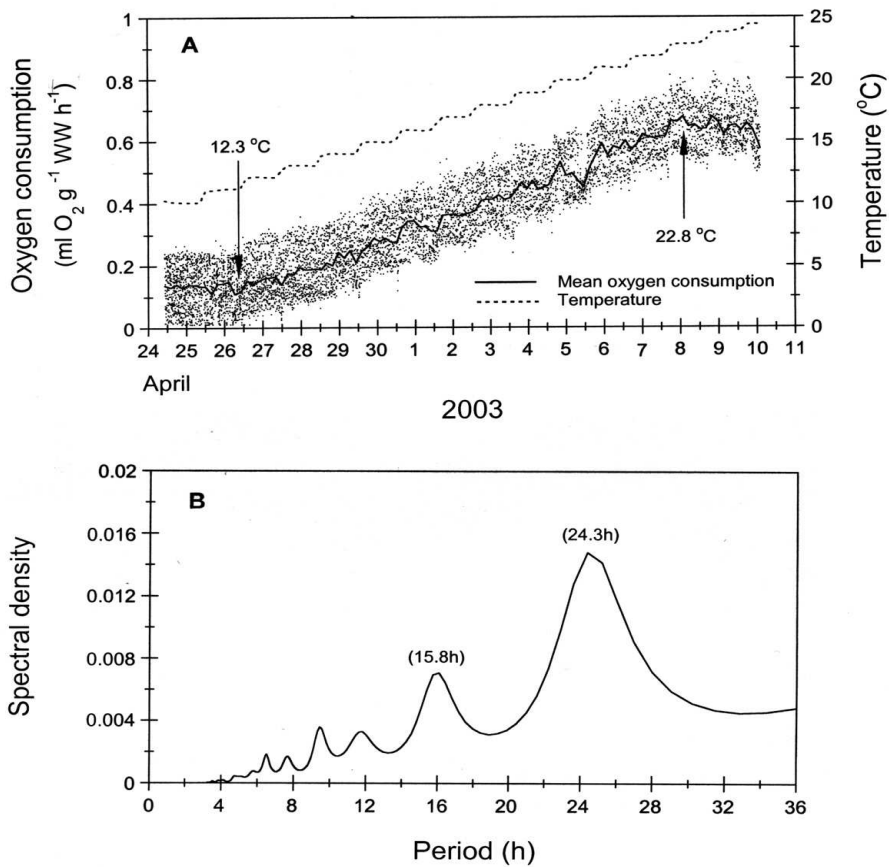 A
Oxygen consumption
(ml O₂ g⁻¹ WW h⁻¹)
1
0.8
0.6
0.4
0.2
0
25
20
15
10
5
0
Temperature (°C)
12.3 °C
22.8 °C
Mean oxygen consumption
Temperature
24 25 26 27 28 29 30 1 2 3 4 5 6 7 8 9 10 11
April
2003
B
Spectral density
0.02
0.016
0.012
0.008
0.004
0
(15.8h)
(24.3h)
0 4 8 12 16 20 24 28 32 36
Period (h)